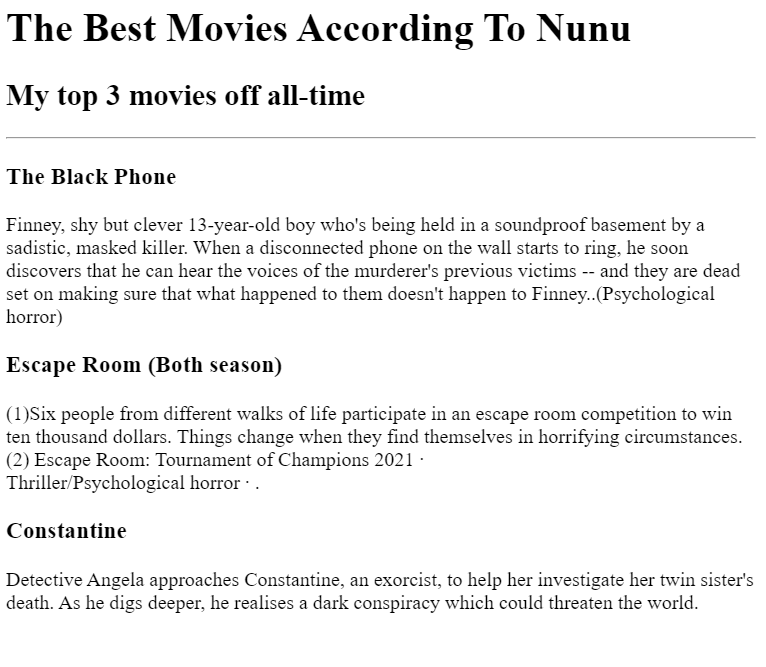 The Best Movies According To Nunu
My top 3 movies off all-time
The Black Phone
Finney, shy but clever 13-year-old boy who's being held in a soundproof basement by a
sadistic, masked killer. When a disconnected phone on the wall starts to ring, he soon
discovers that he can hear the voices of the murderer's previous victims -- and they are dead
set on making sure that what happened to them doesn't happen to Finney..(Psychological
horror)
Escape Room (Both season)
(1)Six people from different walks of life participate in an escape room competition to win
ten thousand dollars. Things change when they find themselves in horrifying circumstances.
(2) Escape Room: Tournament of Champions 2021 ·
Thriller/Psychological horror · .
Constantine
Detective Angela approaches Constantine, an exorcist, to help her investigate her twin sister's
death. As he digs deeper, he realises a dark conspiracy which could threaten the world.